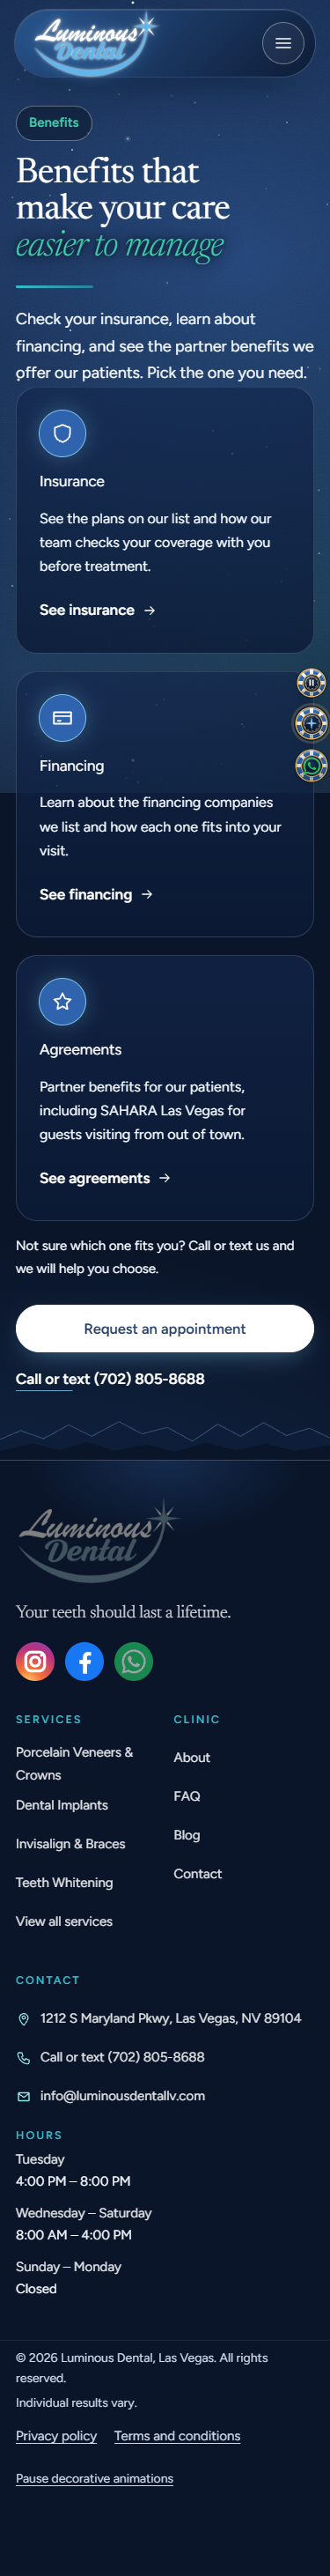 Luminous
Dental
Benefits
Benefits that
make your care
easier to manage
Check your insurance, learn about
financing, and see the partner benefits we
offer our patients. Pick the one you need.
Insurance
See the plans on our list and how our
team checks your coverage with you
before treatment.
See insurance →
Financing
Learn about the financing companies
we list and how each one fits into your
visit.
See financing →
Agreements
Partner benefits for our patients,
including SAHARA Las Vegas for
guests visiting from out of town.
See agreements →
Not sure which one fits you? Call or text us and
we will help you choose.
Request an appointment
Call or text (702) 805-8688
Luminous
Dental
Your teeth should last a lifetime.
SERVICES
Porcelain Veneers &
Crowns
Dental Implants
Invisalign & Braces
Teeth Whitening
View all services
CLINIC
About
FAQ
Blog
Contact
CONTACT
1212 S Maryland Pkwy, Las Vegas, NV 89104
Call or text (702) 805-8688
info@luminousdentallv.com
HOURS
Tuesday
4:00 PM – 8:00 PM
Wednesday – Saturday
8:00 AM – 4:00 PM
Sunday – Monday
Closed
© 2026 Luminous Dental, Las Vegas. All rights
reserved.
Individual results vary.
Privacy policy Terms and conditions
Pause decorative animations